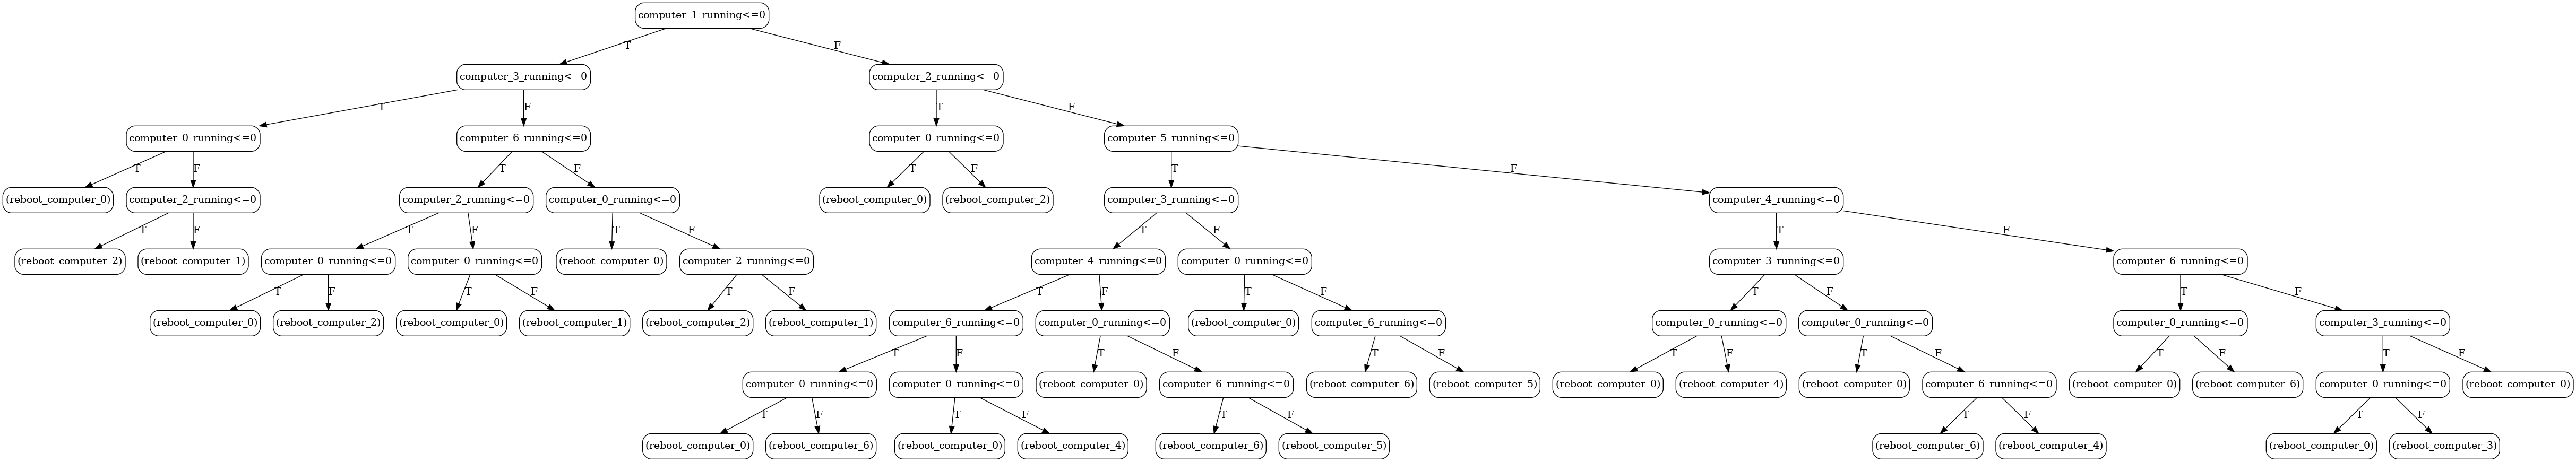 computer_1_running<=0
T
F
computer_3_running<=0
computer_2_running<=0
T
F
T
F
computer_0_running<=0
computer_6_running<=0
computer_0_running<=0
computer_5_running<=0
T
F
T
F
T
F
T
F
(reboot_computer_0)
computer_2_running<=0
computer_2_running<=0
computer_0_running<=0
(reboot_computer_0)
(reboot_computer_2)
computer_3_running<=0
computer_4_running<=0
T
F
T
F
T
F
T
F
T
F
(reboot_computer_2)
(reboot_computer_1)
computer_0_running<=0
computer_0_running<=0
(reboot_computer_0)
computer_2_running<=0
computer_4_running<=0
computer_0_running<=0
computer_3_running<=0
computer_6_running<=0
T
F
T
F
T
F
T
F
T
F
T
F
T
F
(reboot_computer_0)
(reboot_computer_2)
(reboot_computer_0)
(reboot_computer_1)
(reboot_computer_2)
(reboot_computer_1)
computer_6_running<=0
computer_0_running<=0
(reboot_computer_0)
computer_6_running<=0
computer_0_running<=0
computer_0_running<=0
computer_0_running<=0
computer_3_running<=0
T
F
T
F
T
F
T
F
T
F
T
F
T
F
computer_0_running<=0
computer_0_running<=0
(reboot_computer_0)
computer_6_running<=0
(reboot_computer_6)
(reboot_computer_5)
(reboot_computer_0)
(reboot_computer_4)
(reboot_computer_0)
computer_6_running<=0
(reboot_computer_0)
(reboot_computer_6)
computer_0_running<=0
(reboot_computer_0)
T
F
T
F
T
F
T
F
T
F
(reboot_computer_0)
(reboot_computer_6)
(reboot_computer_0)
(reboot_computer_4)
(reboot_computer_6)
(reboot_computer_5)
(reboot_computer_6)
(reboot_computer_4)
(reboot_computer_0)
(reboot_computer_3)